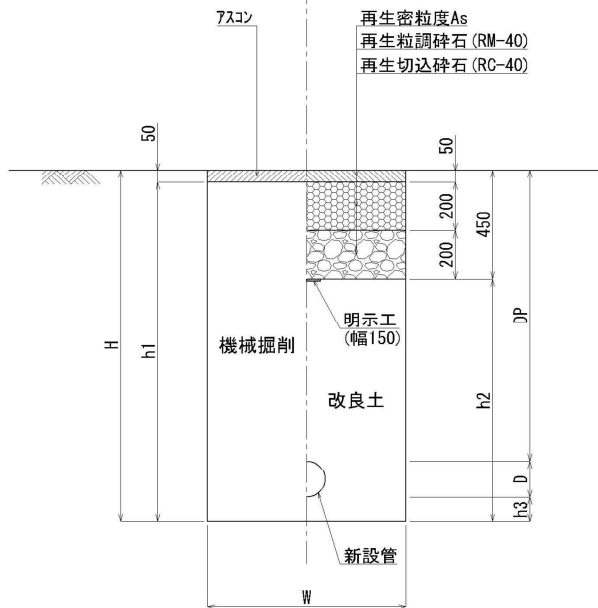 アスコン
再生密粒度As
再生粒調砕石(RM-40)
再生切込砕石(RC-40)
50
50
200
200
450
H
h1
機械掘削
明示工
(幅150)
改良土
DP
h2
D
h3
新設管
W